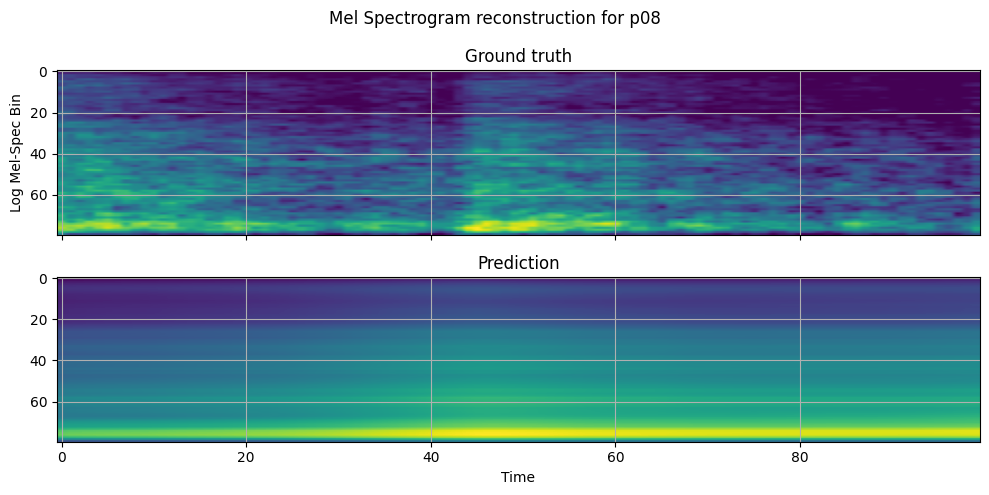 Mel Spectrogram reconstruction for p08
Ground truth
0
20
40
60
Log Mel-Spec Bin
Prediction
0
20
40
60
0 20 40 60 80
Time